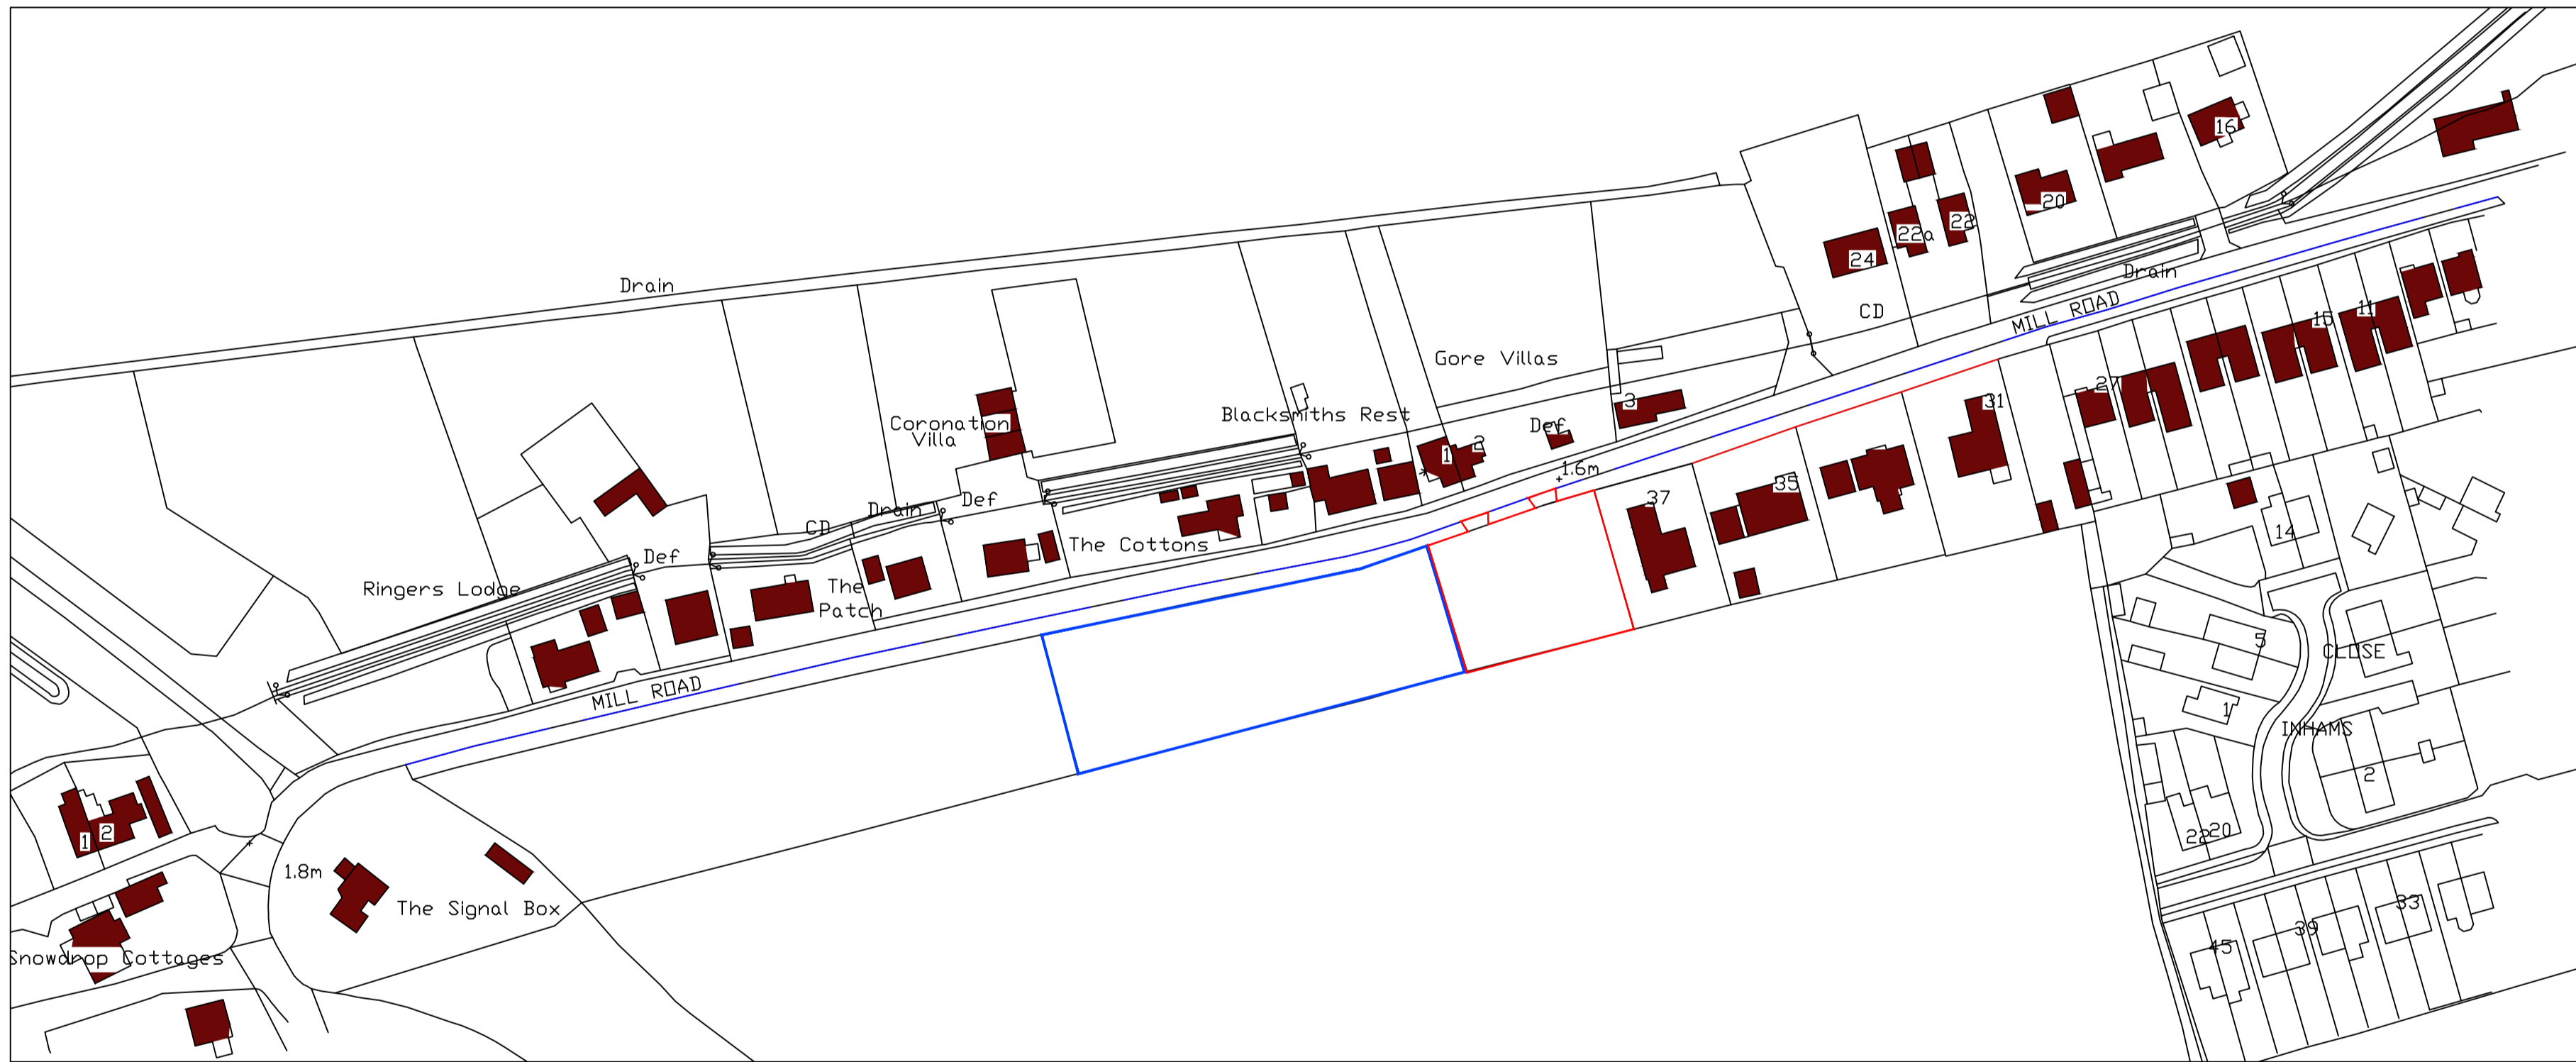 16
20
22
22a
24
CD
Drain
MILL ROAD
Drain
15
11
Gore Villas
27
3
31
Blacksmiths Rest
Coronation
Villa
Def
1
2
1.6m
35
37
Def
Drain
CD
The Cottons
Def
Ringers Lodge
The
Patch
MILL ROAD
14
5
CLOSE
1
INHAMS
2
22
20
1
2
1.8m
The Signal Box
Snowdrop Cottages
33
39
45